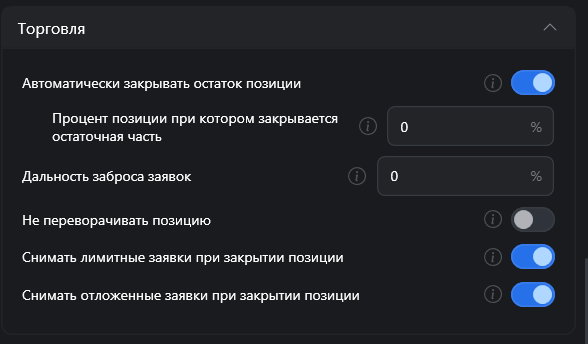 Торговля
Автоматически закрывать остаток позиции
Процент позиции при котором закрывается
остаточная часть
0 %
Дальность заброса заявок
0 %
Не переворачивать позицию
Снимать лимитные заявки при закрытии позиции
Снимать отложенные заявки при закрытии позиции